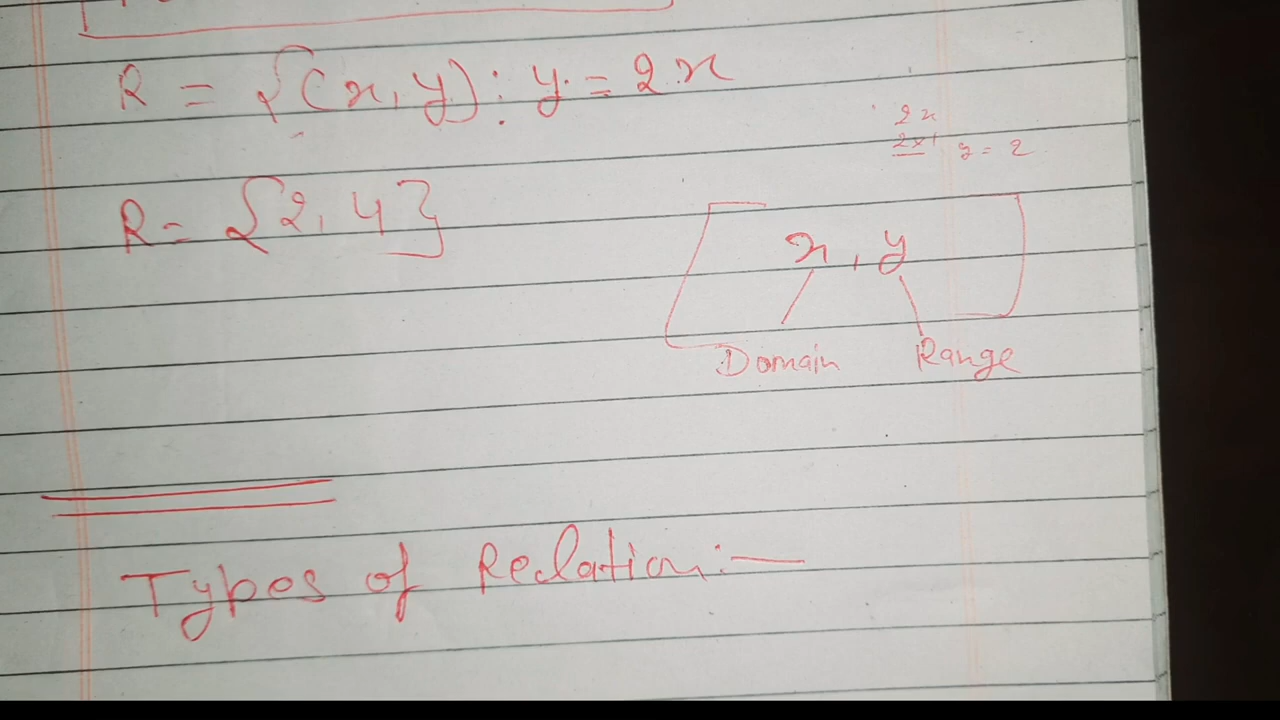 R = {(x, y) : y = 2x
2x
2x1 y = 2
R = {2, 4}
x, y
Domain Range
Types of Relation :—